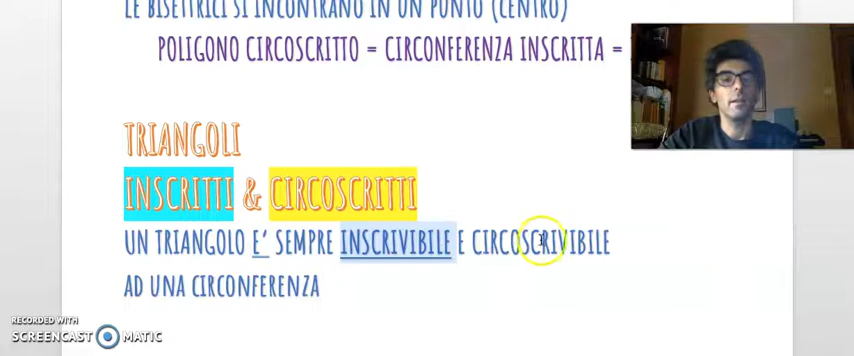 LE BISETTRICI SI INCONTRANO IN UN PUNTO (CENTRO)
POLIGONO CIRCOSCRITTO = CIRCONFERENZA INSCRITTA =
TRIANGOLI
INSCRITTI & CIRCOSCRITTI
UN TRIANGOLO E' SEMPRE INSCRIVIBILE E CIRCOSCRIVIBILE
AD UNA CIRCONFERENZA
RECORDED WITH
SCREENCAST MATIC